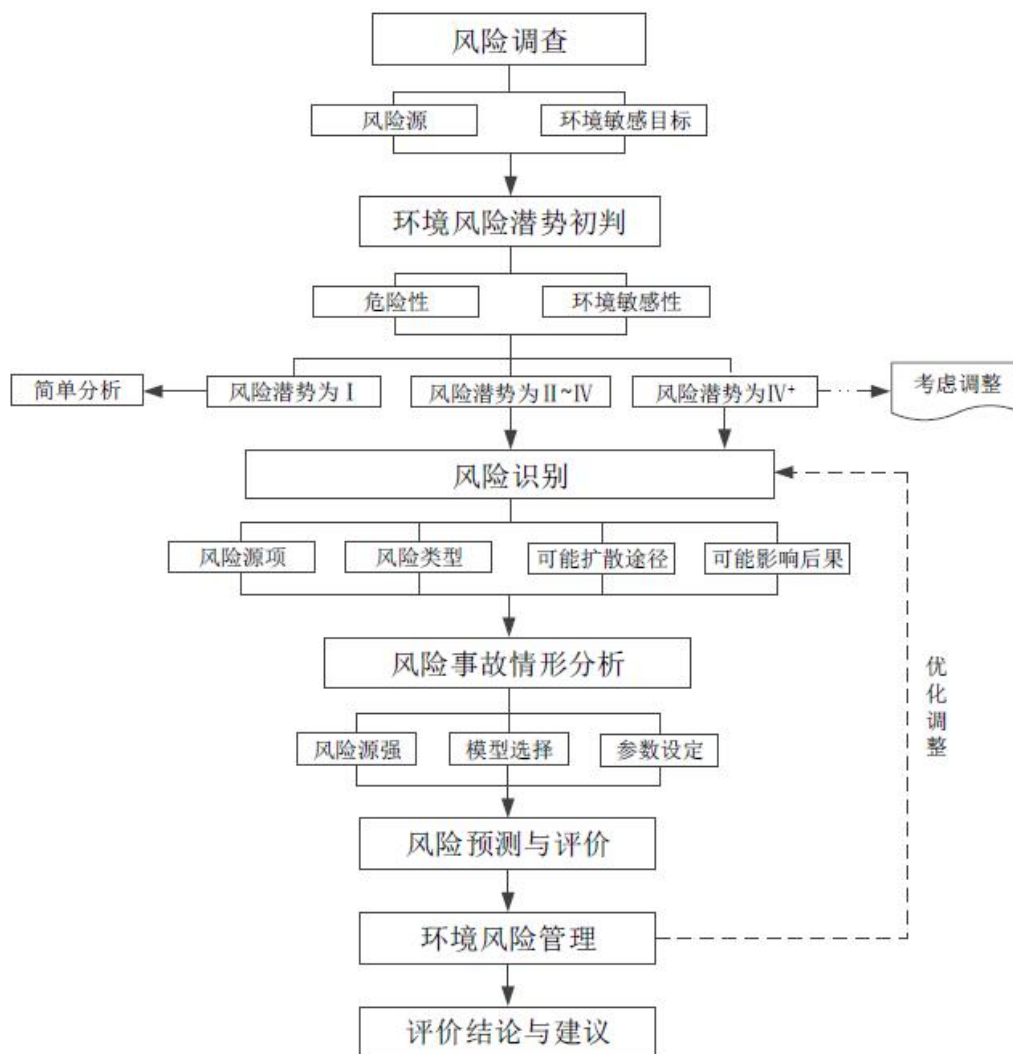 风险调查
风险源
环境敏感目标
环境风险潜势初判
危险性
环境敏感性
简单分析
风险潜势为Ⅰ
风险潜势为Ⅱ~Ⅳ
风险潜势为Ⅳ⁺
考虑调整
风险识别
风险源项
风险类型
可能扩散途径
可能影响后果
风险事故情形分析
风险源强
模型选择
参数设定
优化调整
风险预测与评价
环境风险管理
评价结论与建议